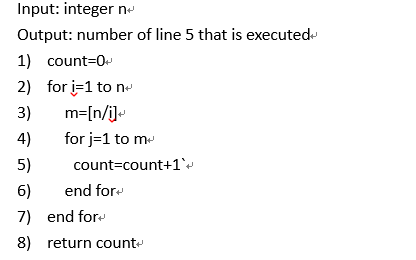 Input: integer n
Output: number of line 5 that is executed
1) count=0
2) for i=1 to n
3) m=[n/i]
4) for j=1 to m
5) count=count+1`
6) end for
7) end for
8) return count